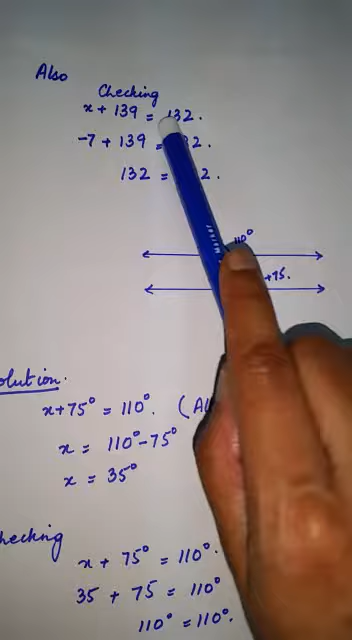 Also
Checking
x + 139 = 132.
-7 + 139 = 2.
132 = 2.
110°
+75.
olution.
x+75° = 110°. (Al
x = 110°-75°
x = 35°
hecking
x + 75° = 110°.
35 + 75 = 110°
110° = 110°.